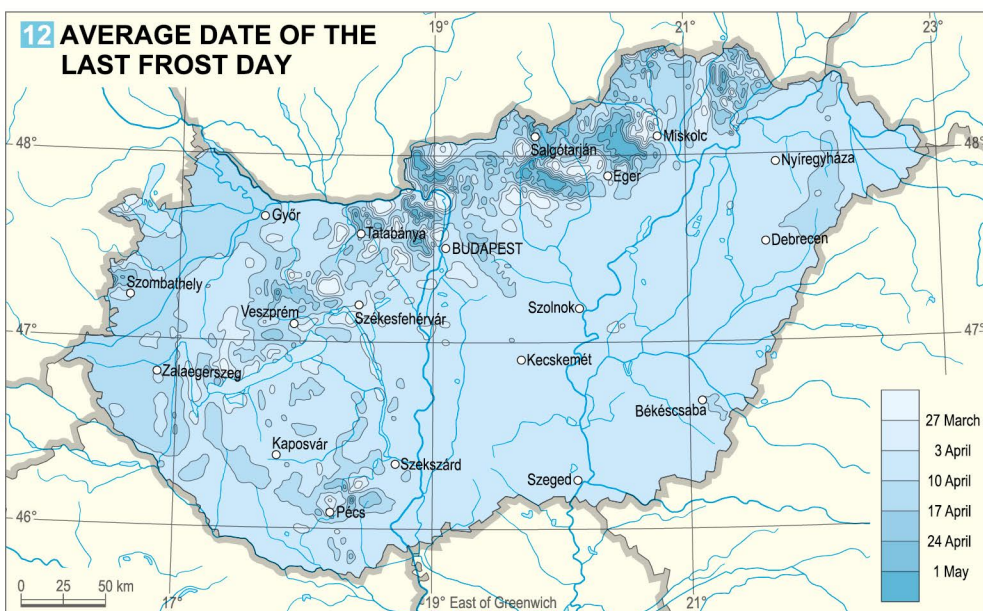 12 AVERAGE DATE OF THE
LAST FROST DAY
19°
21°
23°
48°
48°
Salgótarján
Miskolc
Nyíregyháza
Eger
Győr
Tatabánya
BUDAPEST
Debrecen
Szombathely
Veszprém
Székesfehérvár
Szolnok
47°
47°
Zalaegerszeg
Kecskemét
Békéscsaba
Kaposvár
Szekszárd
Szeged
Pécs
46°
27 March
3 April
10 April
17 April
24 April
1 May
0 25 50 km
17°
19° East of Greenwich
21°